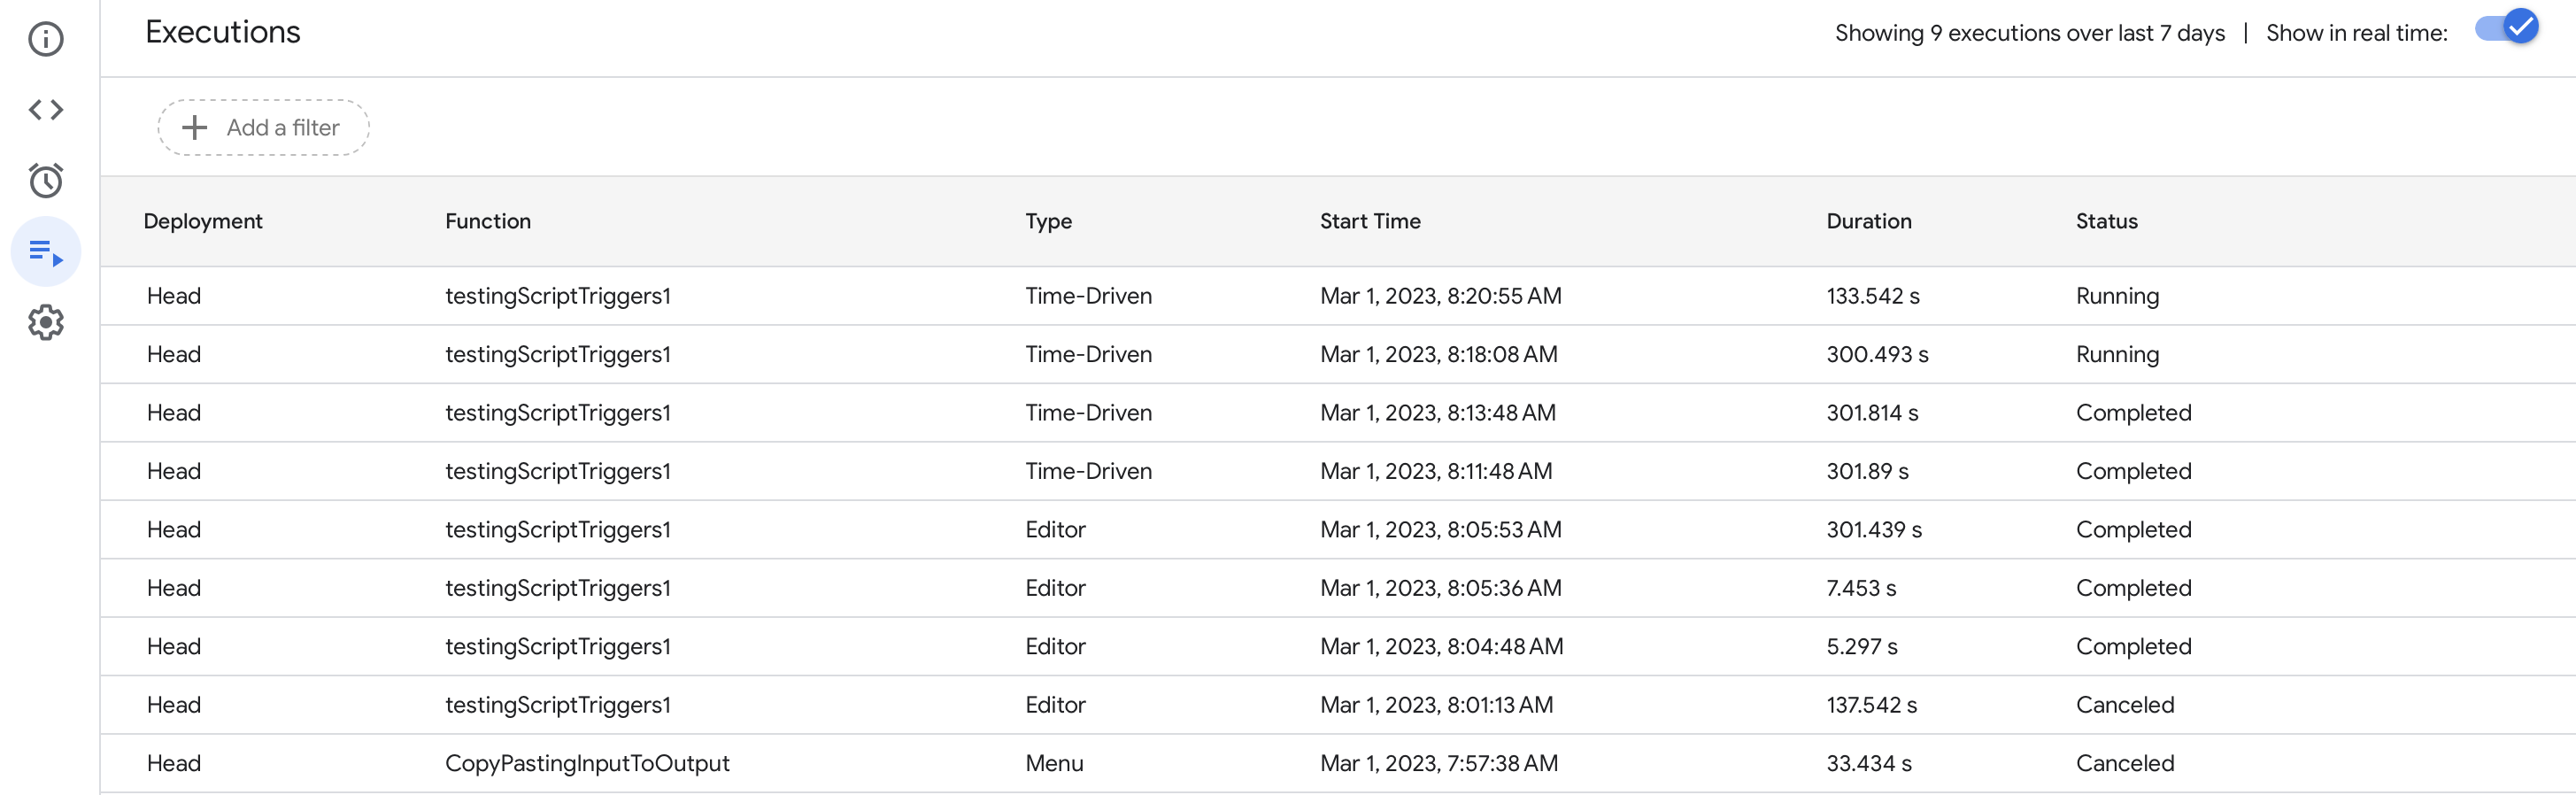 Executions
Showing 9 executions over last 7 days | Show in real time:
Add a filter
Deployment Function Type Start Time Duration Status
Head testingScriptTriggers1 Time-Driven Mar 1, 2023, 8:20:55 AM 133.542 s Running
Head testingScriptTriggers1 Time-Driven Mar 1, 2023, 8:18:08 AM 300.493 s Running
Head testingScriptTriggers1 Time-Driven Mar 1, 2023, 8:13:48 AM 301.814 s Completed
Head testingScriptTriggers1 Time-Driven Mar 1, 2023, 8:11:48 AM 301.89 s Completed
Head testingScriptTriggers1 Editor Mar 1, 2023, 8:05:53 AM 301.439 s Completed
Head testingScriptTriggers1 Editor Mar 1, 2023, 8:05:36 AM 7.453 s Completed
Head testingScriptTriggers1 Editor Mar 1, 2023, 8:04:48 AM 5.297 s Completed
Head testingScriptTriggers1 Editor Mar 1, 2023, 8:01:13 AM 137.542 s Canceled
Head CopyPastingInputToOutput Menu Mar 1, 2023, 7:57:38 AM 33.434 s Canceled